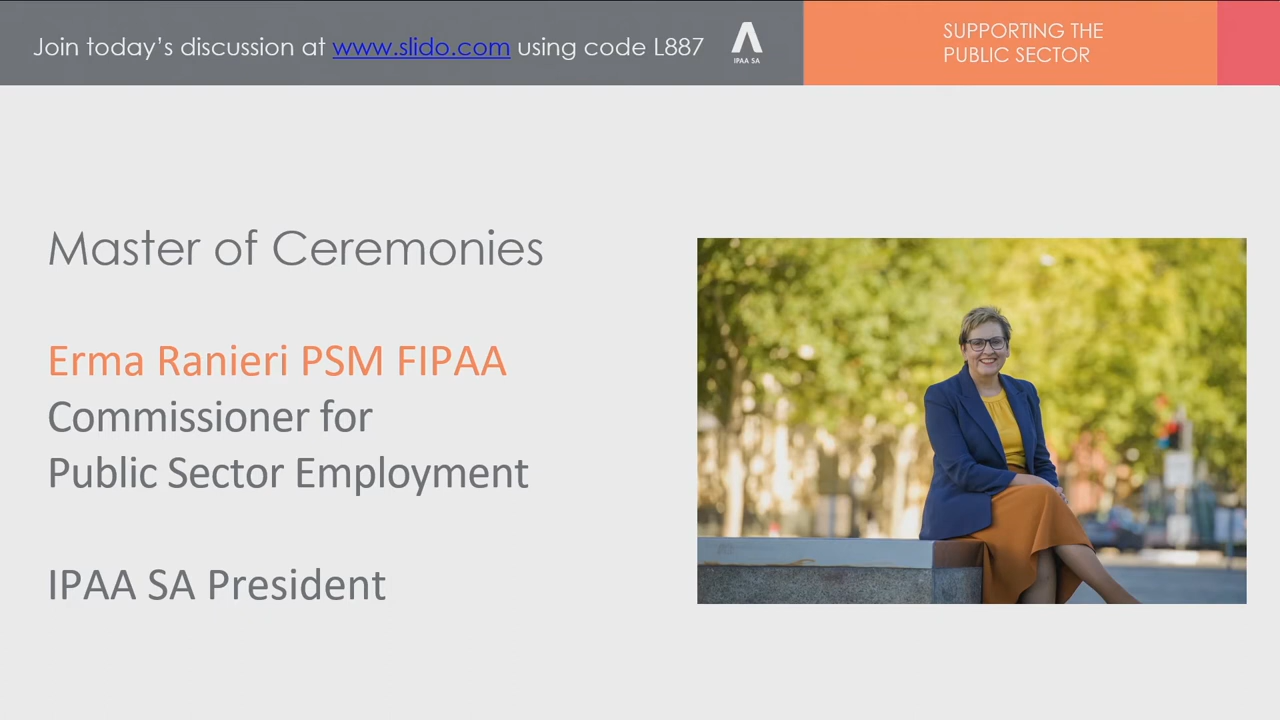 Join today’s discussion at www.slido.com using code L887
IPAA SA
SUPPORTING THE
PUBLIC SECTOR
Master of Ceremonies
Erma Ranieri PSM FIPAA
Commissioner for
Public Sector Employment
IPAA SA President